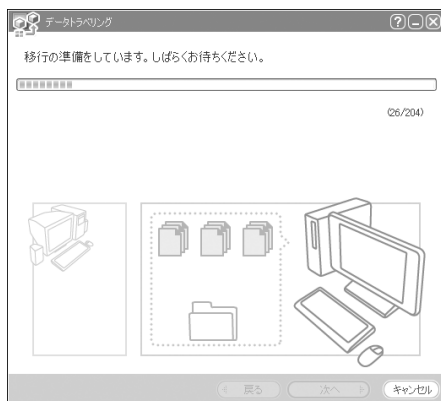 データトラベリング
移行の準備をしています。しばらくお待ちください。
(26/204)
戻る
次へ
キャンセル